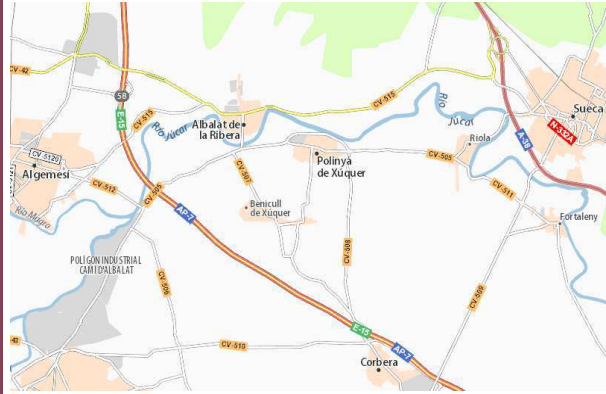 CV-42
58
E-15
CV-515
Río Júcar
Albalat de
la Ribera
CV-515
Río
Júcar
Sueca
N-332A
A-38
Riola
CV-5120
Algemesí
CV-512
CV-505
CV-507
Polinyà
de Xúquer
CV-505
CV-511
Río Magro
AP-7
Benicull
de Xúquer
Fortaleny
POLÍGON INDUSTRIAL
CAMÍ D'ALBALAT
CV-506
CV-508
CV-509
E-15
43
CV-510
AP-7
Corbera